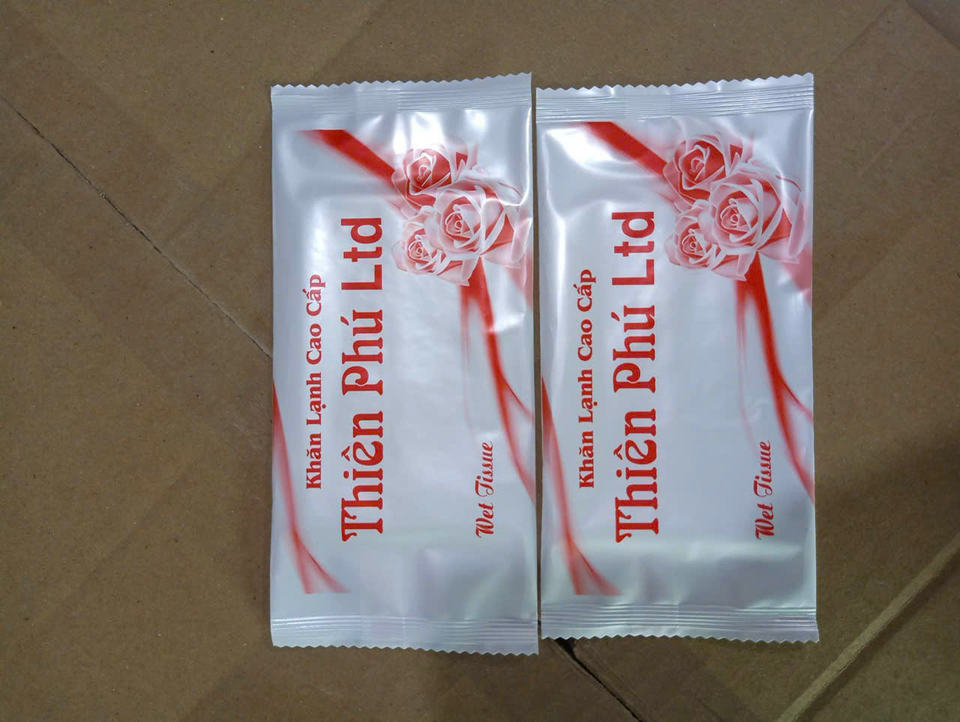 Khăn Lạnh Cao Cấp
Thiên Phú Ltd
Wet Tissue
Khăn Lạnh Cao Cấp
Thiên Phú Ltd
Wet Tissue